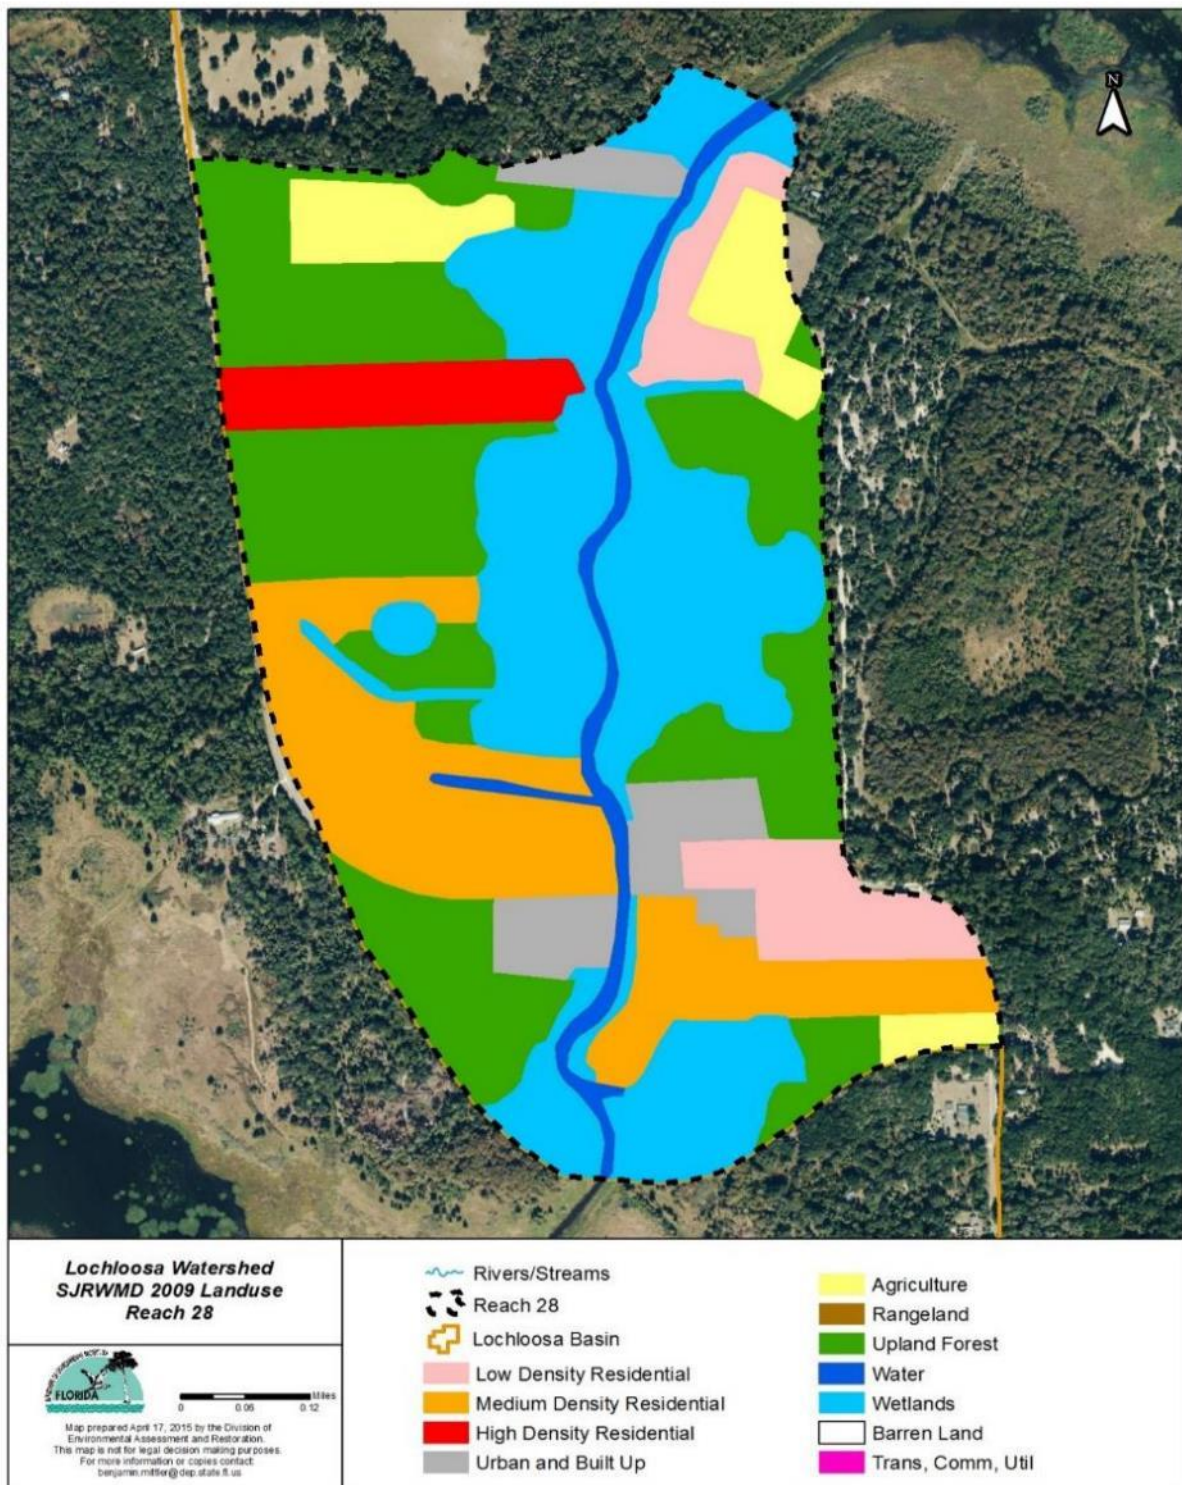 N
Lochloosa Watershed
SJRWMD 2009 Landuse
Reach 28
FLORIDA
Miles
0 0.06 0.12
Map prepared April 17, 2015 by the Division of
Environmental Assessment and Restoration.
This map is not for legal decision making purposes.
For more information or copies contact:
benjamin.mittler@dep.state.fl.us
Rivers/Streams
Reach 28
Lochloosa Basin
Low Density Residential
Medium Density Residential
High Density Residential
Urban and Built Up
Agriculture
Rangeland
Upland Forest
Water
Wetlands
Barren Land
Trans, Comm, Util